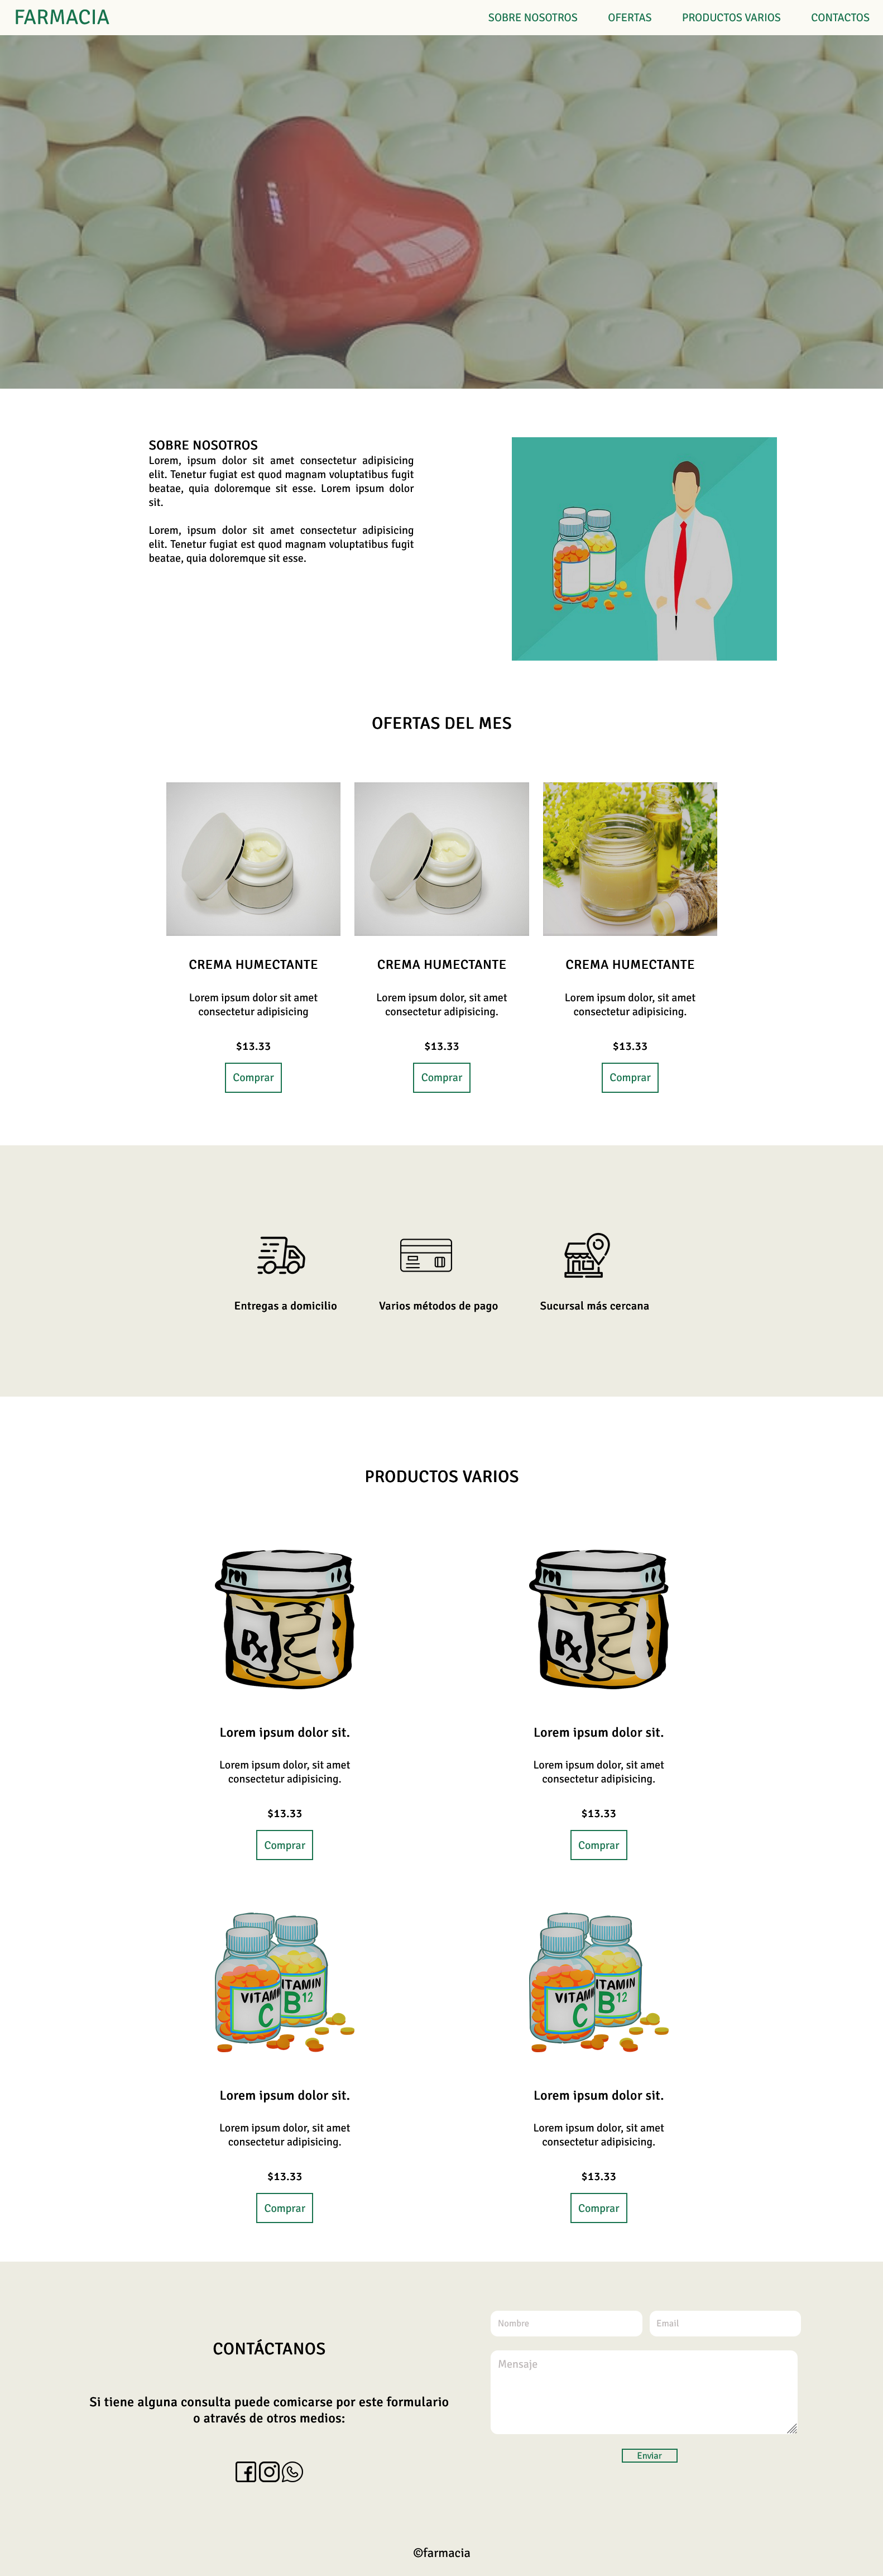 FARMACIA
SOBRE NOSOTROS
OFERTAS
PRODUCTOS VARIOS
CONTACTOS
SOBRE NOSOTROS
Lorem, ipsum dolor sit amet consectetur adipisicing
elit. Tenetur fugiat est quod magnam voluptatibus fugit
beatae, quia doloremque sit esse. Lorem ipsum dolor
sit.
Lorem, ipsum dolor sit amet consectetur adipisicing
elit. Tenetur fugiat est quod magnam voluptatibus fugit
beatae, quia doloremque sit esse.
OFERTAS DEL MES
CREMA HUMECTANTE
Lorem ipsum dolor sit amet
consectetur adipisicing
$13.33
Comprar
CREMA HUMECTANTE
Lorem ipsum dolor, sit amet
consectetur adipisicing.
$13.33
Comprar
CREMA HUMECTANTE
Lorem ipsum dolor, sit amet
consectetur adipisicing.
$13.33
Comprar
Entregas a domicilio
Varios métodos de pago
Sucursal más cercana
PRODUCTOS VARIOS
Rx
Lorem ipsum dolor sit.
Lorem ipsum dolor, sit amet
consectetur adipisicing.
$13.33
Comprar
Rx
Lorem ipsum dolor sit.
Lorem ipsum dolor, sit amet
consectetur adipisicing.
$13.33
Comprar
VITAMIN
C
ITAMIN
B12
Lorem ipsum dolor sit.
Lorem ipsum dolor, sit amet
consectetur adipisicing.
$13.33
Comprar
VITAMIN
C
ITAMIN
B12
Lorem ipsum dolor sit.
Lorem ipsum dolor, sit amet
consectetur adipisicing.
$13.33
Comprar
CONTÁCTANOS
Si tiene alguna consulta puede comicarse por este formulario
o através de otros medios:
Nombre
Email
Mensaje
Enviar
©farmacia